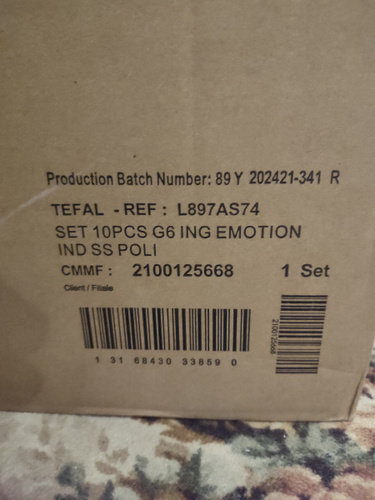 Production Batch Number: 89 Y 202421-341 R
TEFAL - REF : L897AS74
SET 10PCS G6 ING EMOTION
IND SS POLI
CMMF : 2100125668 1 Set
Client / Filiale
1 31 68430 33859 0
2100125668